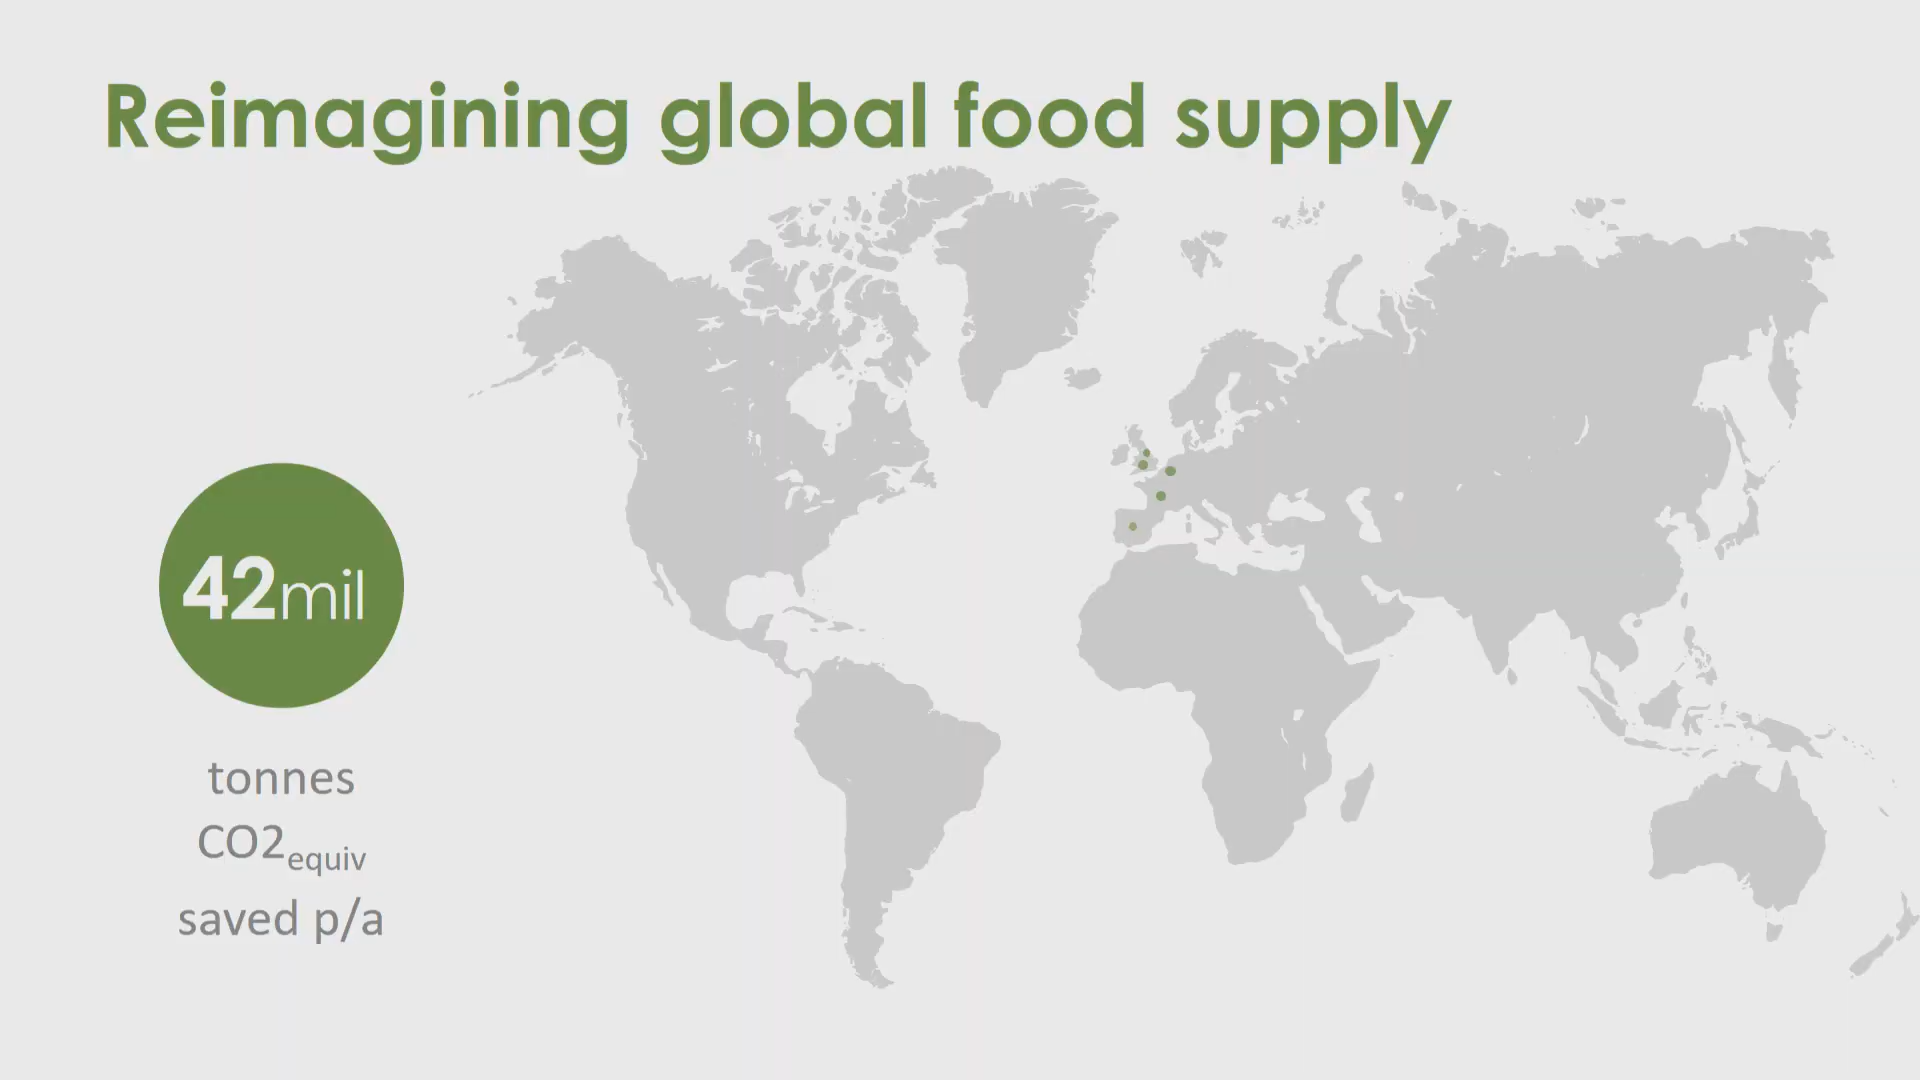 Reimagining global food supply
42mil
tonnes
CO2equiv
saved p/a